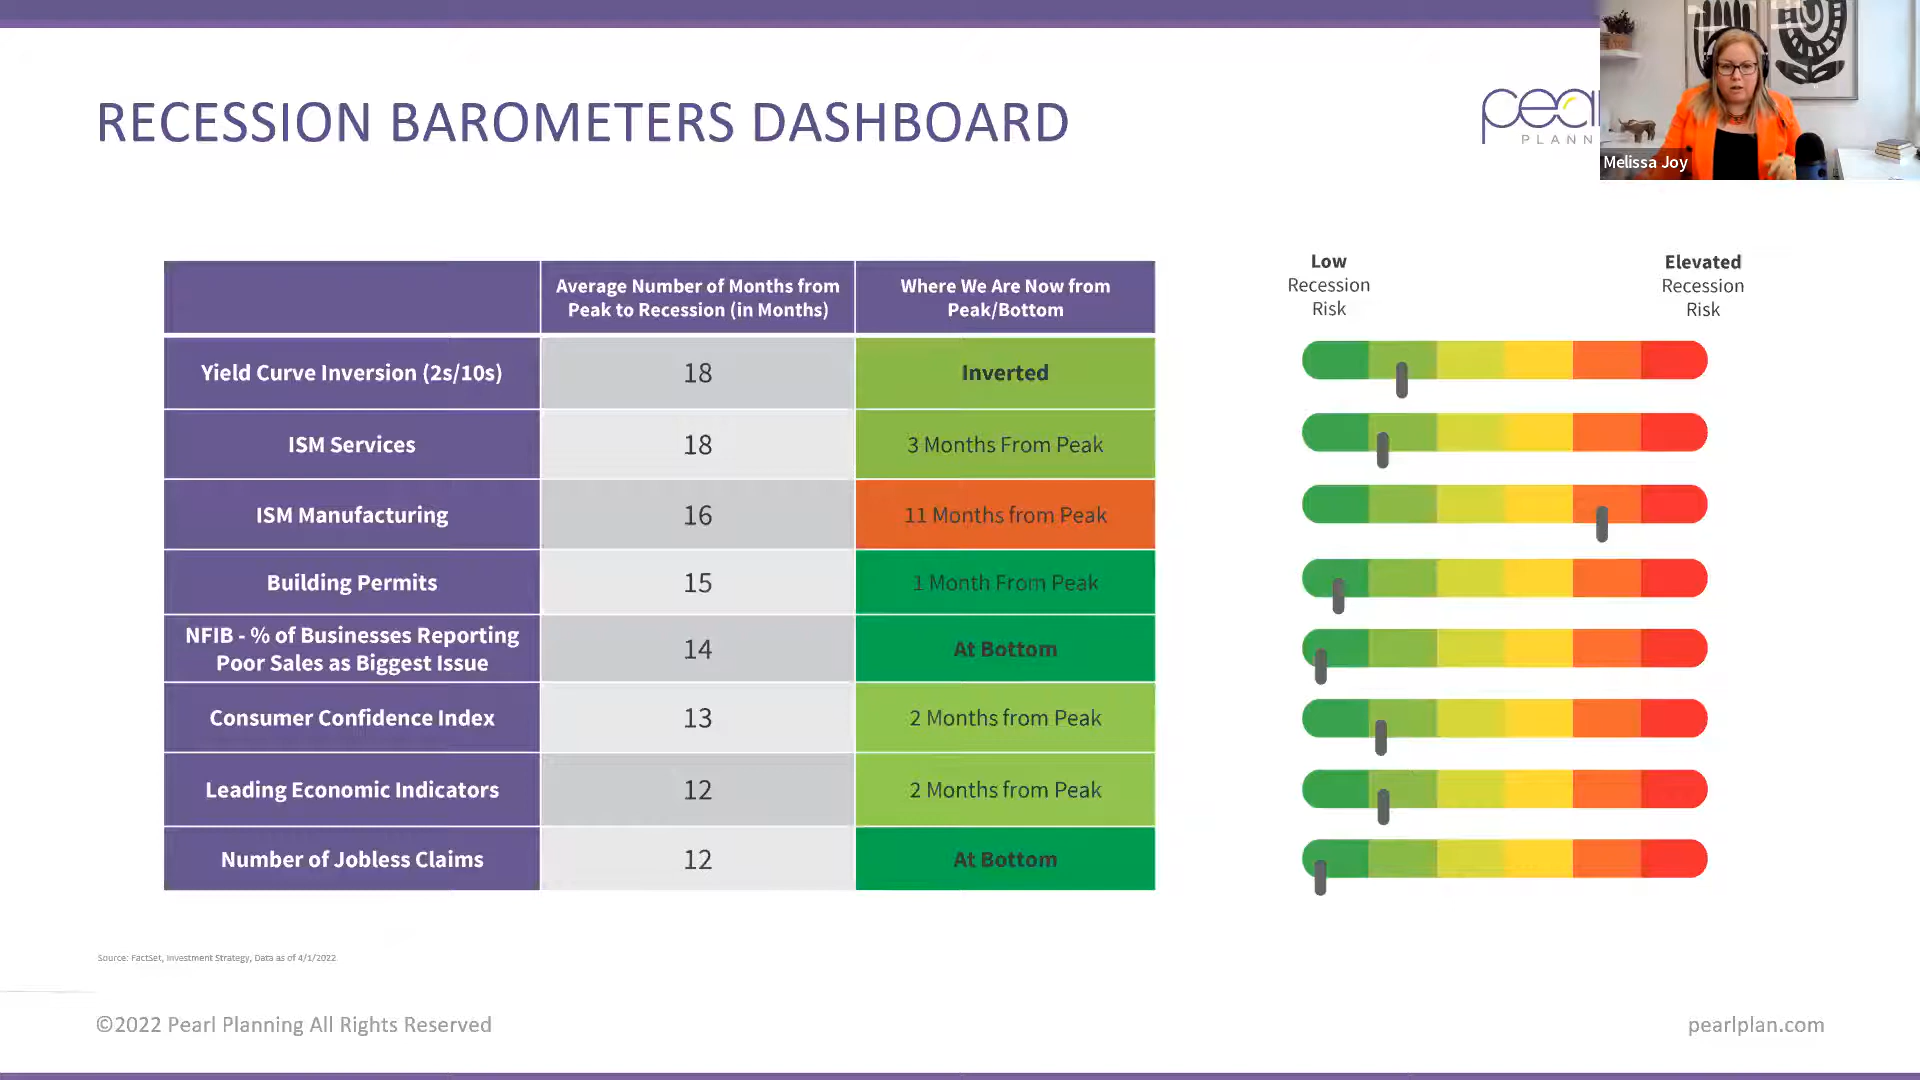 RECESSION BAROMETERS DASHBOARD
PLANN
Melissa Joy
Average Number of Months from
Peak to Recession (in Months)
Where We Are Now from
Peak/Bottom
Low
Recession
Risk
Elevated
Recession
Risk
Yield Curve Inversion (2s/10s)
18
Inverted
ISM Services
18
3 Months From Peak
ISM Manufacturing
16
11 Months from Peak
Building Permits
15
1 Month From Peak
NFIB - % of Businesses Reporting
Poor Sales as Biggest Issue
14
At Bottom
Consumer Confidence Index
13
2 Months from Peak
Leading Economic Indicators
12
2 Months from Peak
Number of Jobless Claims
12
At Bottom
Source: FactSet, Investment Strategy, Data as of 4/1/2022
©2022 Pearl Planning All Rights Reserved
pearlplan.com